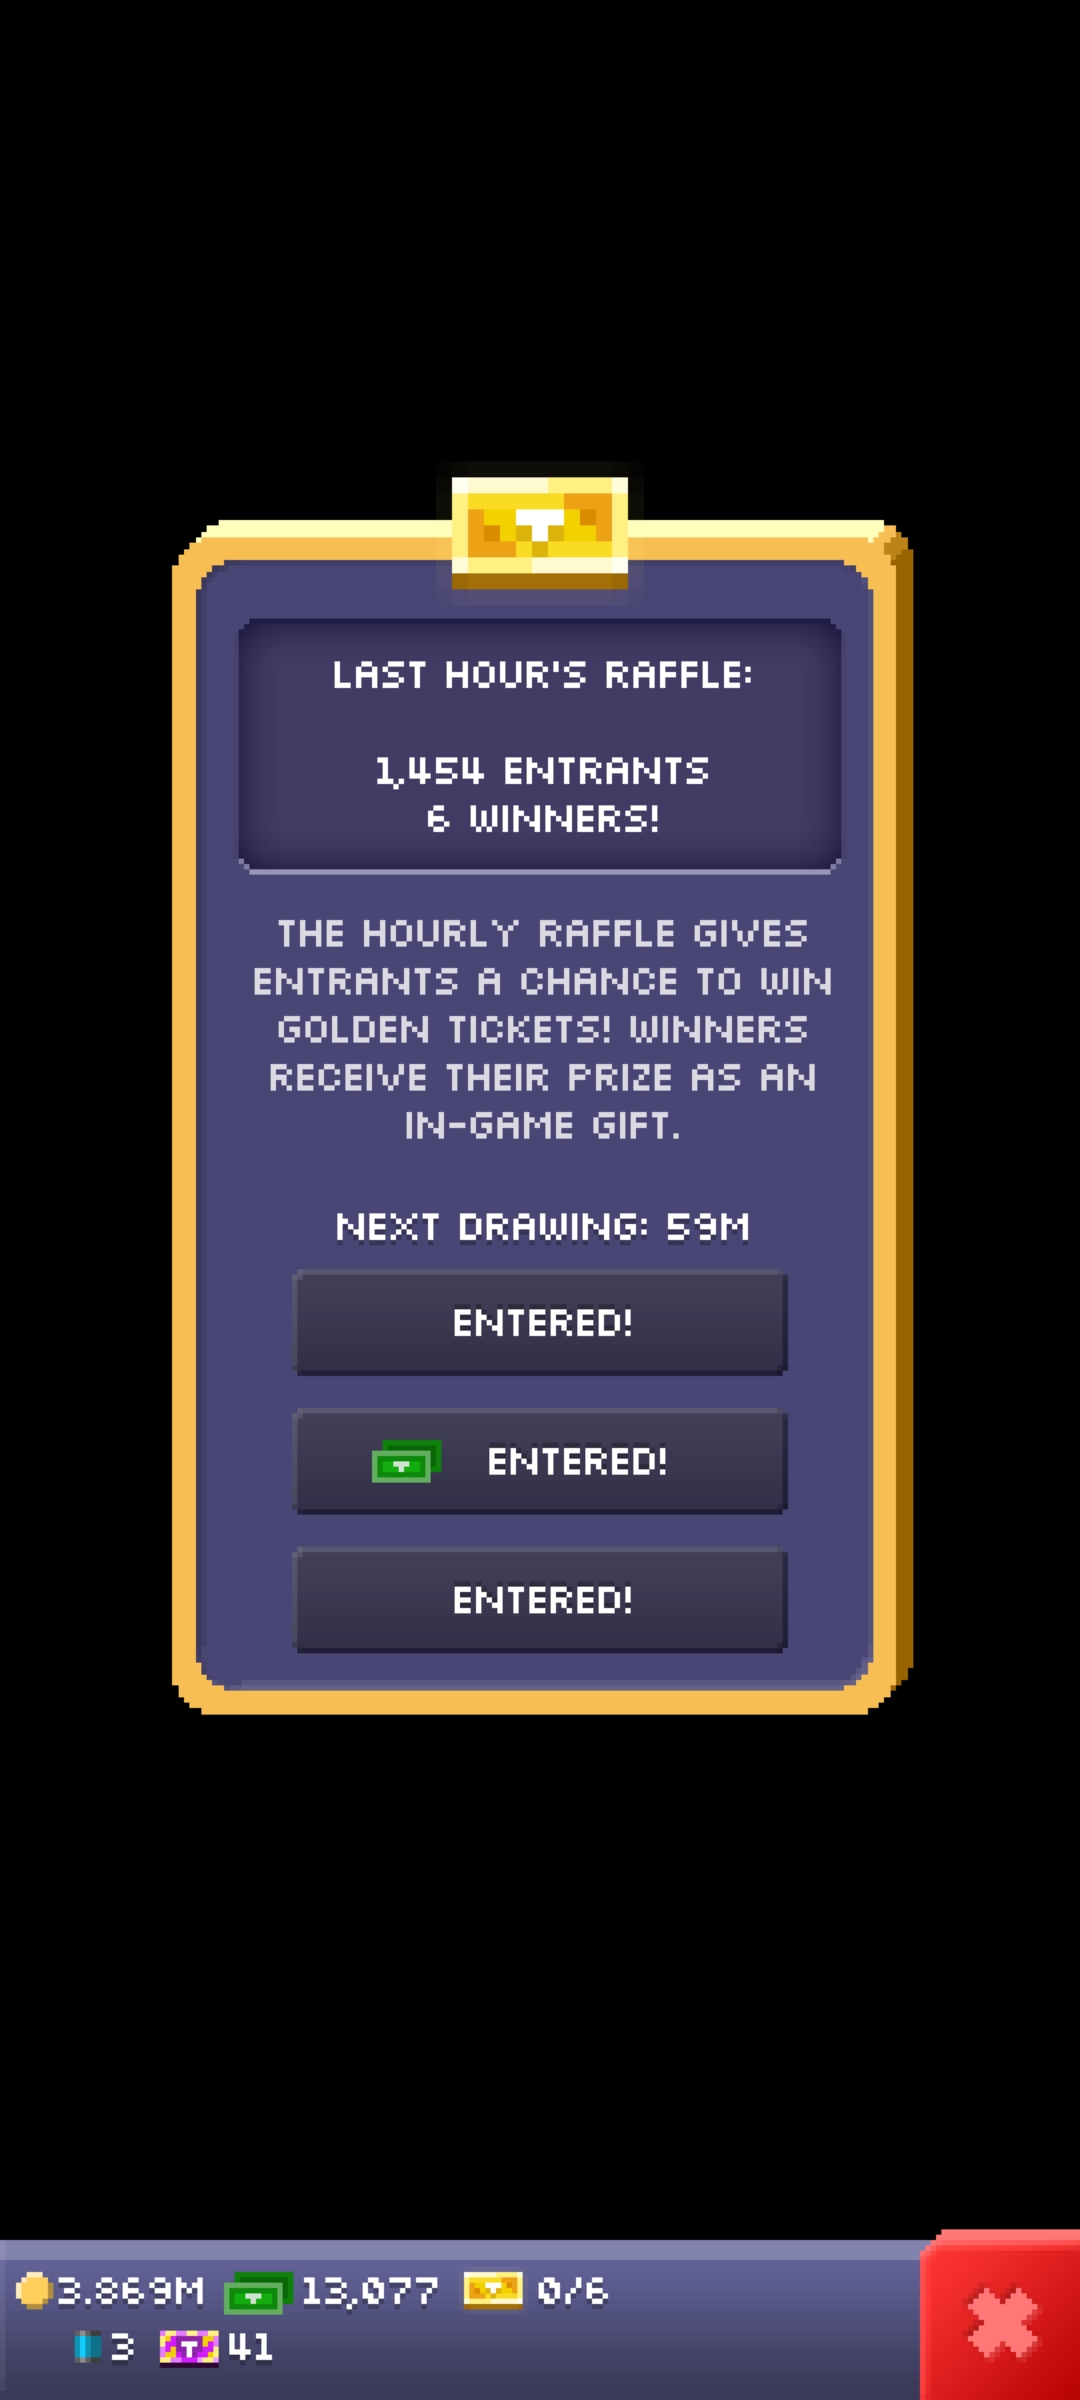 LAST HOUR'S RAFFLE:
1,454 ENTRANTS
6 WINNERS!
THE HOURLY RAFFLE GIVES
ENTRANTS A CHANCE TO WIN
GOLDEN TICKETS! WINNERS
RECEIVE THEIR PRIZE AS AN
IN-GAME GIFT.
NEXT DRAWING: 59M
ENTERED!
ENTERED!
ENTERED!
3.869M 13,077 0/6
3 41